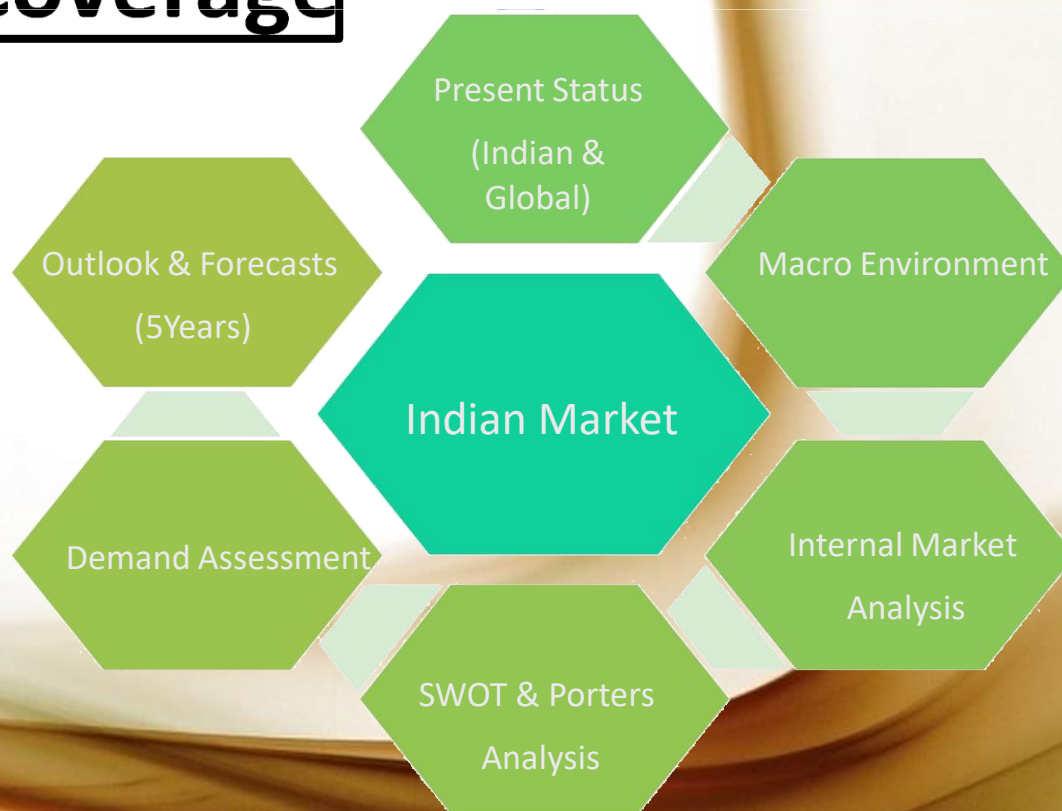 Coverage
Present Status
(Indian &
Global)
Macro Environment
Internal Market
Analysis
SWOT & Porters
Analysis
Demand Assessment
Outlook & Forecasts
(5Years)
Indian Market